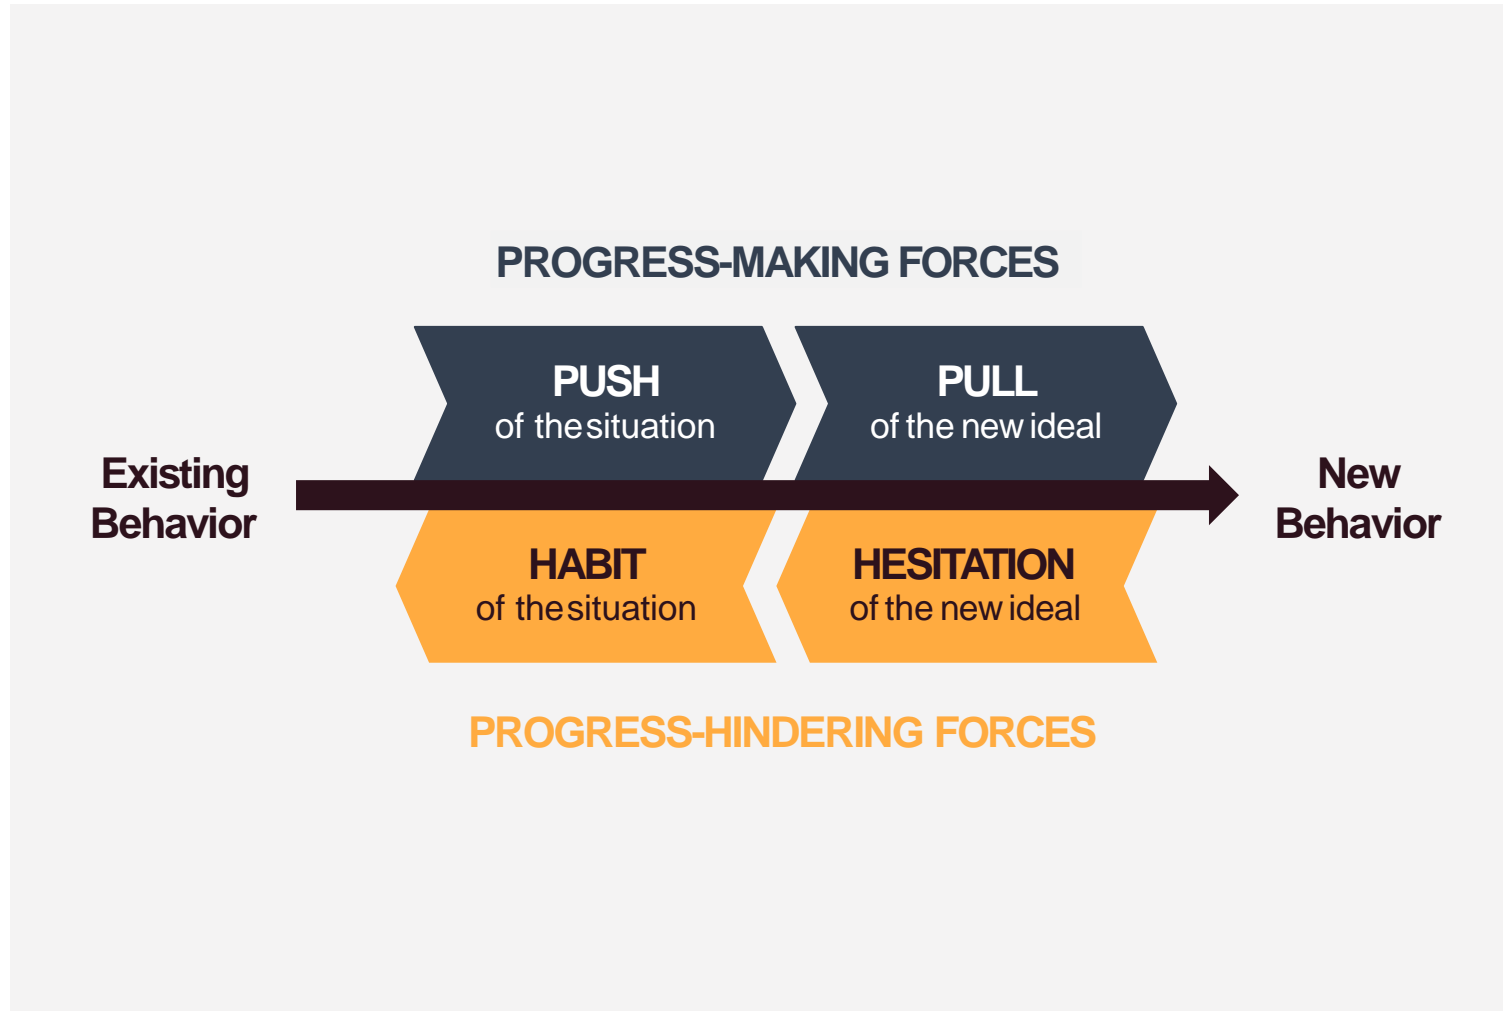 PROGRESS-MAKING FORCES
PUSH
of the situation
PULL
of the new ideal
Existing
Behavior
New
Behavior
HABIT
of the situation
HESITATION
of the new ideal
PROGRESS-HINDERING FORCES